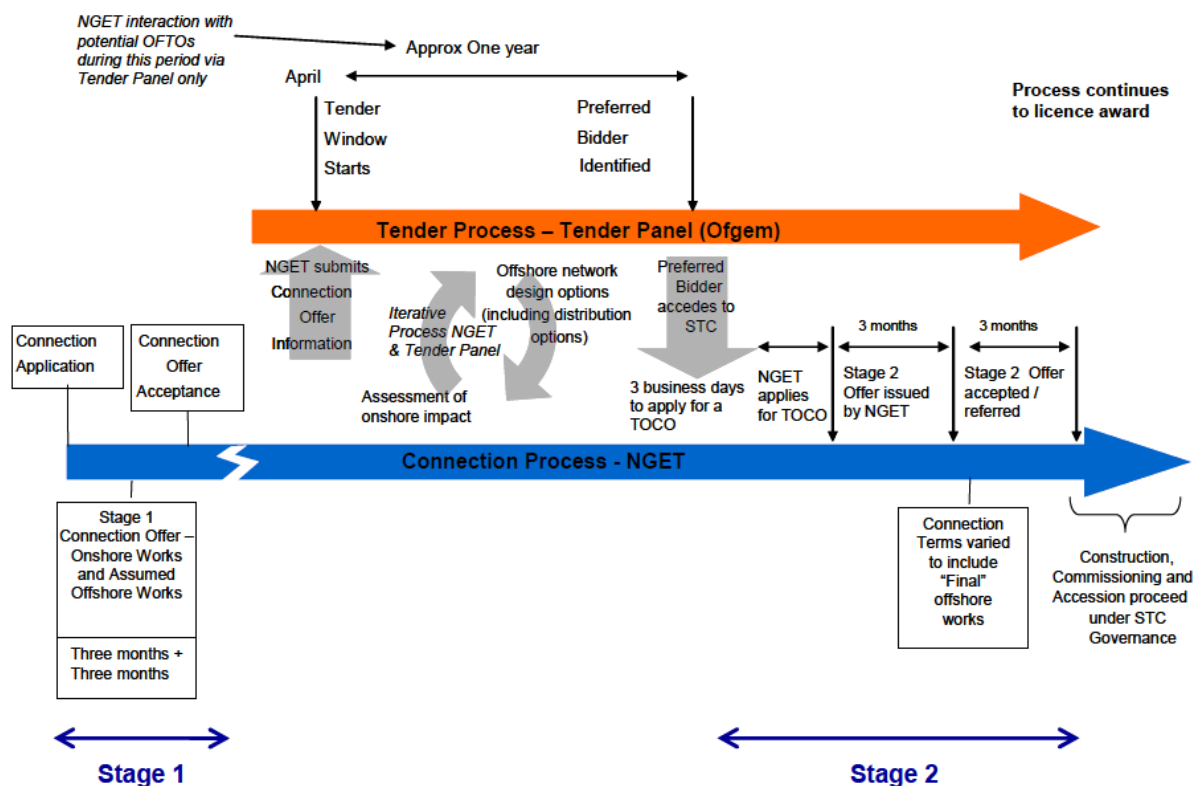 NGET interaction with
potential OFTOs
during this period via
Tender Panel only
Approx One year
April
Process continues
to licence award
Tender
Window
Starts
Preferred
Bidder
Identified
Tender Process – Tender Panel (Ofgem)
NGET submits
Connection
Offer
Information
Iterative
Process NGET
& Tender Panel
Offshore network
design options
(including distribution
options)
Preferred
Bidder
accedes to
STC
Connection
Application
Connection
Offer
Acceptance
Assessment of
onshore impact
3 business days
to apply for a
TOCO
NGET
applies
for TOCO
3 months
Stage 2
Offer issued
by NGET
3 months
Stage 2 Offer
accepted /
referred
Connection Process - NGET
Stage 1
Connection Offer –
Onshore Works
and Assumed
Offshore Works
Three months +
Three months
Connection
Terms varied
to include
“Final”
offshore
works
Construction,
Commissioning and
Accession proceed
under STC
Governance
Stage 1
Stage 2